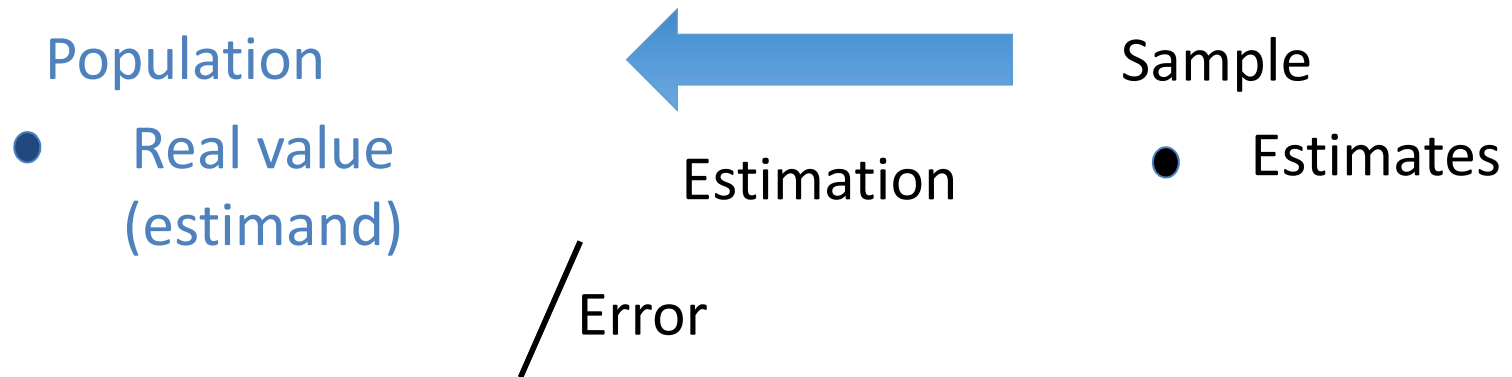 Population
Real value
(estimand)
Estimation
Error
Sample
Estimates